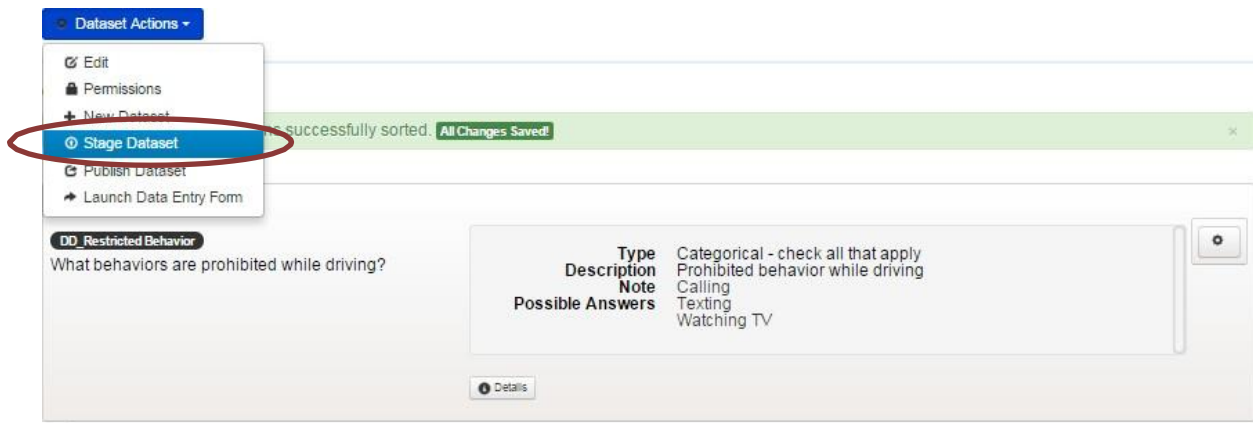 Dataset Actions
Edit
Permissions
New Dataset
successfully sorted. All Changes Saved!
×
Stage Dataset
Publish Dataset
Launch Data Entry Form
DD_Restricted Behavior
What behaviors are prohibited while driving?
Type Categorical - check all that apply
Description Prohibited behavior while driving
Note Calling
Possible Answers Texting
Watching TV
Details